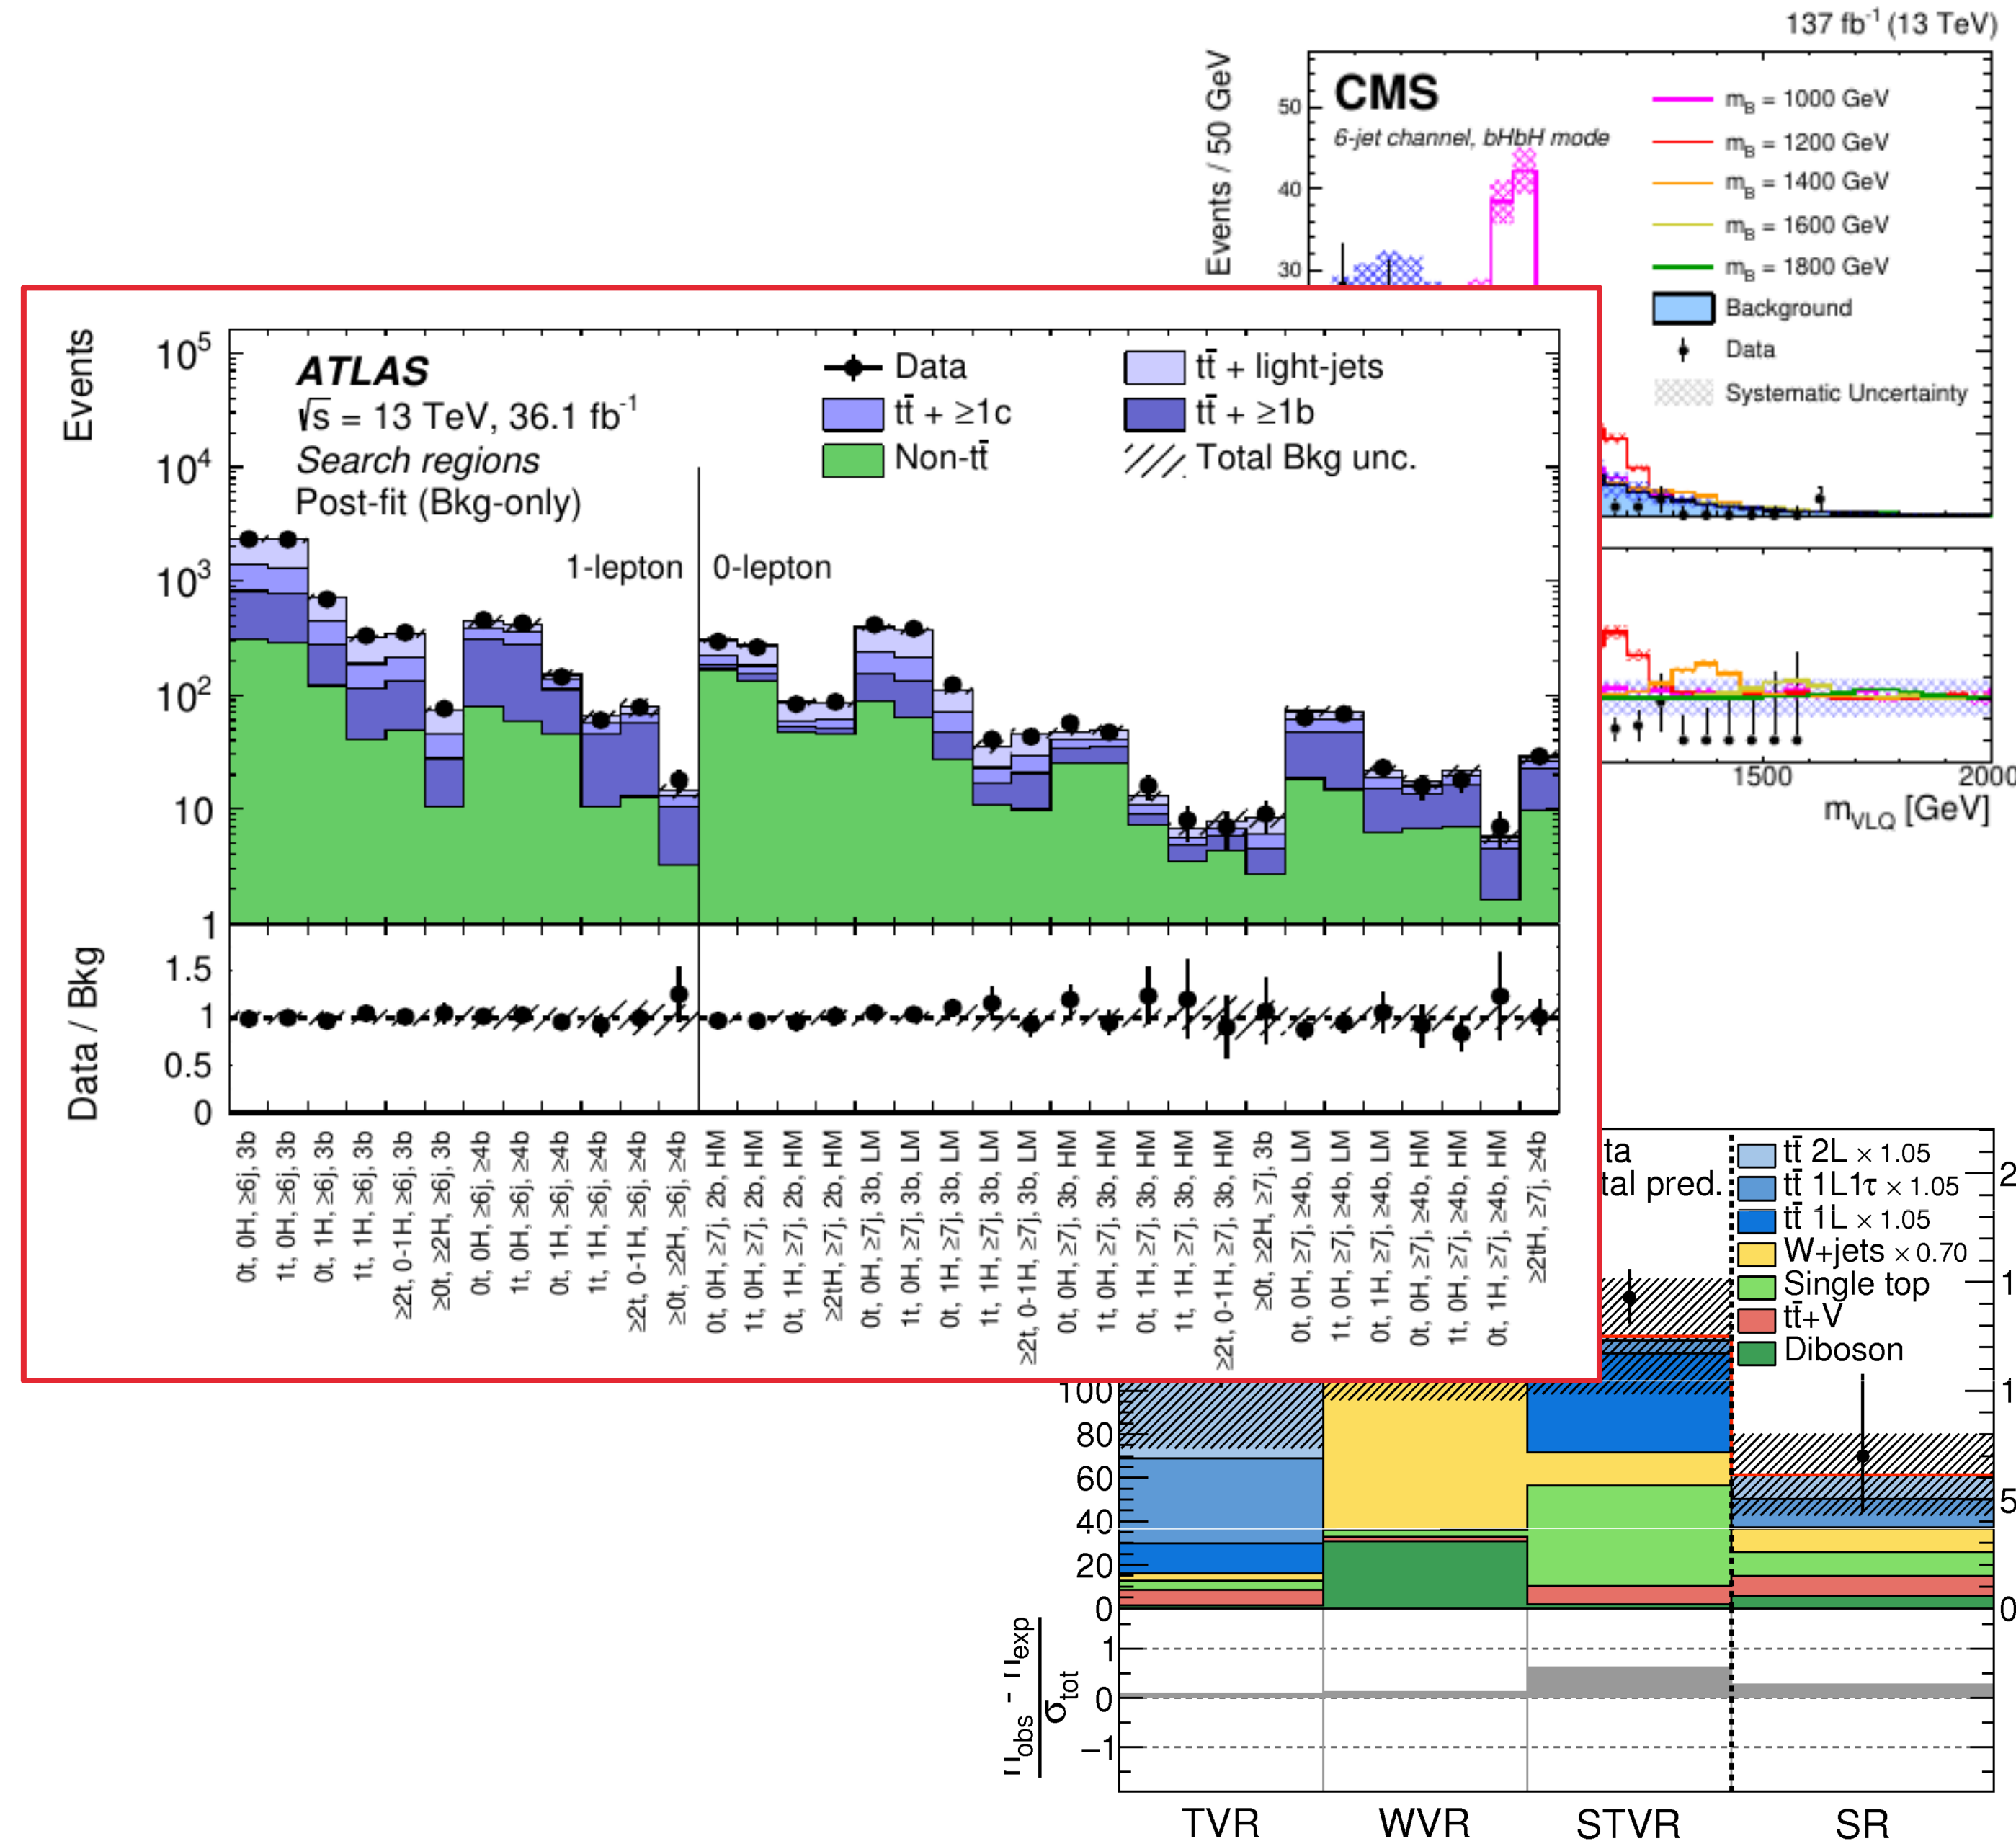 137 fb⁻¹ (13 TeV)
Events / 50 GeV
50
40
30
CMS
6-jet channel, bHbH mode
m_B = 1000 GeV
m_B = 1200 GeV
m_B = 1400 GeV
m_B = 1600 GeV
m_B = 1800 GeV
Background
Data
Systematic Uncertainty
1500
2000
m_VLQ [GeV]
Events
10⁵
10⁴
10³
10²
10
1
ATLAS
√s = 13 TeV, 36.1 fb⁻¹
Search regions
Post-fit (Bkg-only)
Data
tt̄ + light-jets
tt̄ + ≥1c
tt̄ + ≥1b
Non-tt̄
Total Bkg unc.
1-lepton
0-lepton
Data / Bkg
1.5
1
0.5
0
0t, 0H, ≥6j, 3b
1t, 0H, ≥6j, 3b
0t, 1H, ≥6j, 3b
1t, 1H, ≥6j, 3b
≥2t, 0-1H, ≥6j, 3b
≥0t, ≥2H, ≥6j, 3b
0t, 0H, ≥6j, ≥4b
1t, 0H, ≥6j, ≥4b
0t, 1H, ≥6j, ≥4b
1t, 1H, ≥6j, ≥4b
≥2t, 0-1H, ≥6j, ≥4b
≥0t, ≥2H, ≥6j, ≥4b
0t, 0H, ≥7j, 2b, HM
1t, 0H, ≥7j, 2b, HM
0t, 1H, ≥7j, 2b, HM
≥2tH, ≥7j, 2b, HM
0t, 0H, ≥7j, 3b, LM
1t, 0H, ≥7j, 3b, LM
0t, 1H, ≥7j, 3b, LM
1t, 1H, ≥7j, 3b, LM
≥2t, 0-1H, ≥7j, 3b, LM
0t, 0H, ≥7j, 3b, HM
1t, 0H, ≥7j, 3b, HM
0t, 1H, ≥7j, 3b, HM
1t, 1H, ≥7j, 3b, HM
≥2t, 0-1H, ≥7j, 3b, HM
≥0t, ≥2H, ≥7j, 3b
0t, 0H, ≥7j, ≥4b, LM
1t, 0H, ≥7j, ≥4b, LM
0t, 1H, ≥7j, ≥4b, LM
0t, 0H, ≥7j, ≥4b, HM
1t, 0H, ≥7j, ≥4b, HM
0t, 1H, ≥7j, ≥4b, HM
≥2tH, ≥7j, ≥4b
ta
tal pred.
tt̄ 2L × 1.05
tt̄ 1L1τ × 1.05
tt̄ 1L × 1.05
W+jets × 0.70
Single top
tt̄+V
Diboson
2
1
1
5
0
100
80
60
40
20
0
n_obs - n_exp
σ_tot
1
0
−1
TVR
WVR
STVR
SR